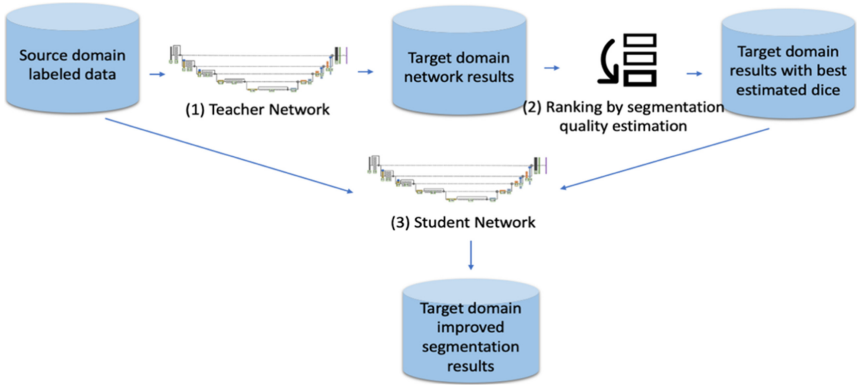 Source domain
labeled data
(1) Teacher Network
Target domain
network results
(2) Ranking by segmentation
quality estimation
Target domain
results with best
estimated dice
(3) Student Network
Target domain
improved
segmentation
results